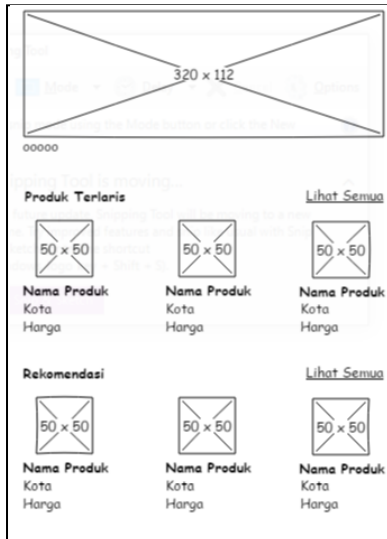 320 x 112
ooooo
Produk Terlaris Lihat Semua
50 x 50 50 x 50 50 x 50
Nama Produk Nama Produk Nama Produk
Kota Kota Kota
Harga Harga Harga
Rekomendasi Lihat Semua
50 x 50 50 x 50 50 x 50
Nama Produk Nama Produk Nama Produk
Kota Kota Kota
Harga Harga Harga